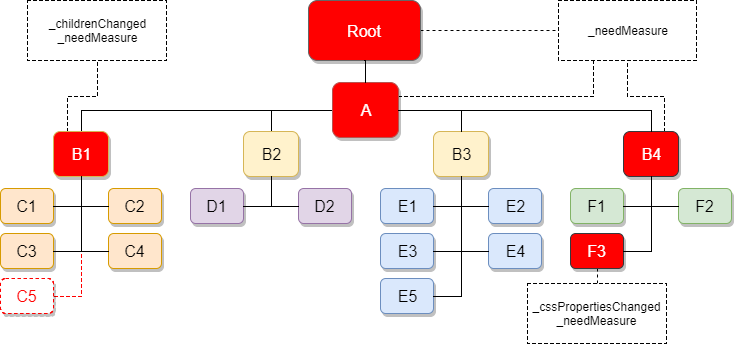 _childrenChanged
_needMeasure
Root
_needMeasure
A
B1
B2
B3
B4
C1
C2
D1
D2
E1
E2
F1
F2
C3
C4
E3
E4
F3
C5
E5
_cssPropertiesChanged
_needMeasure